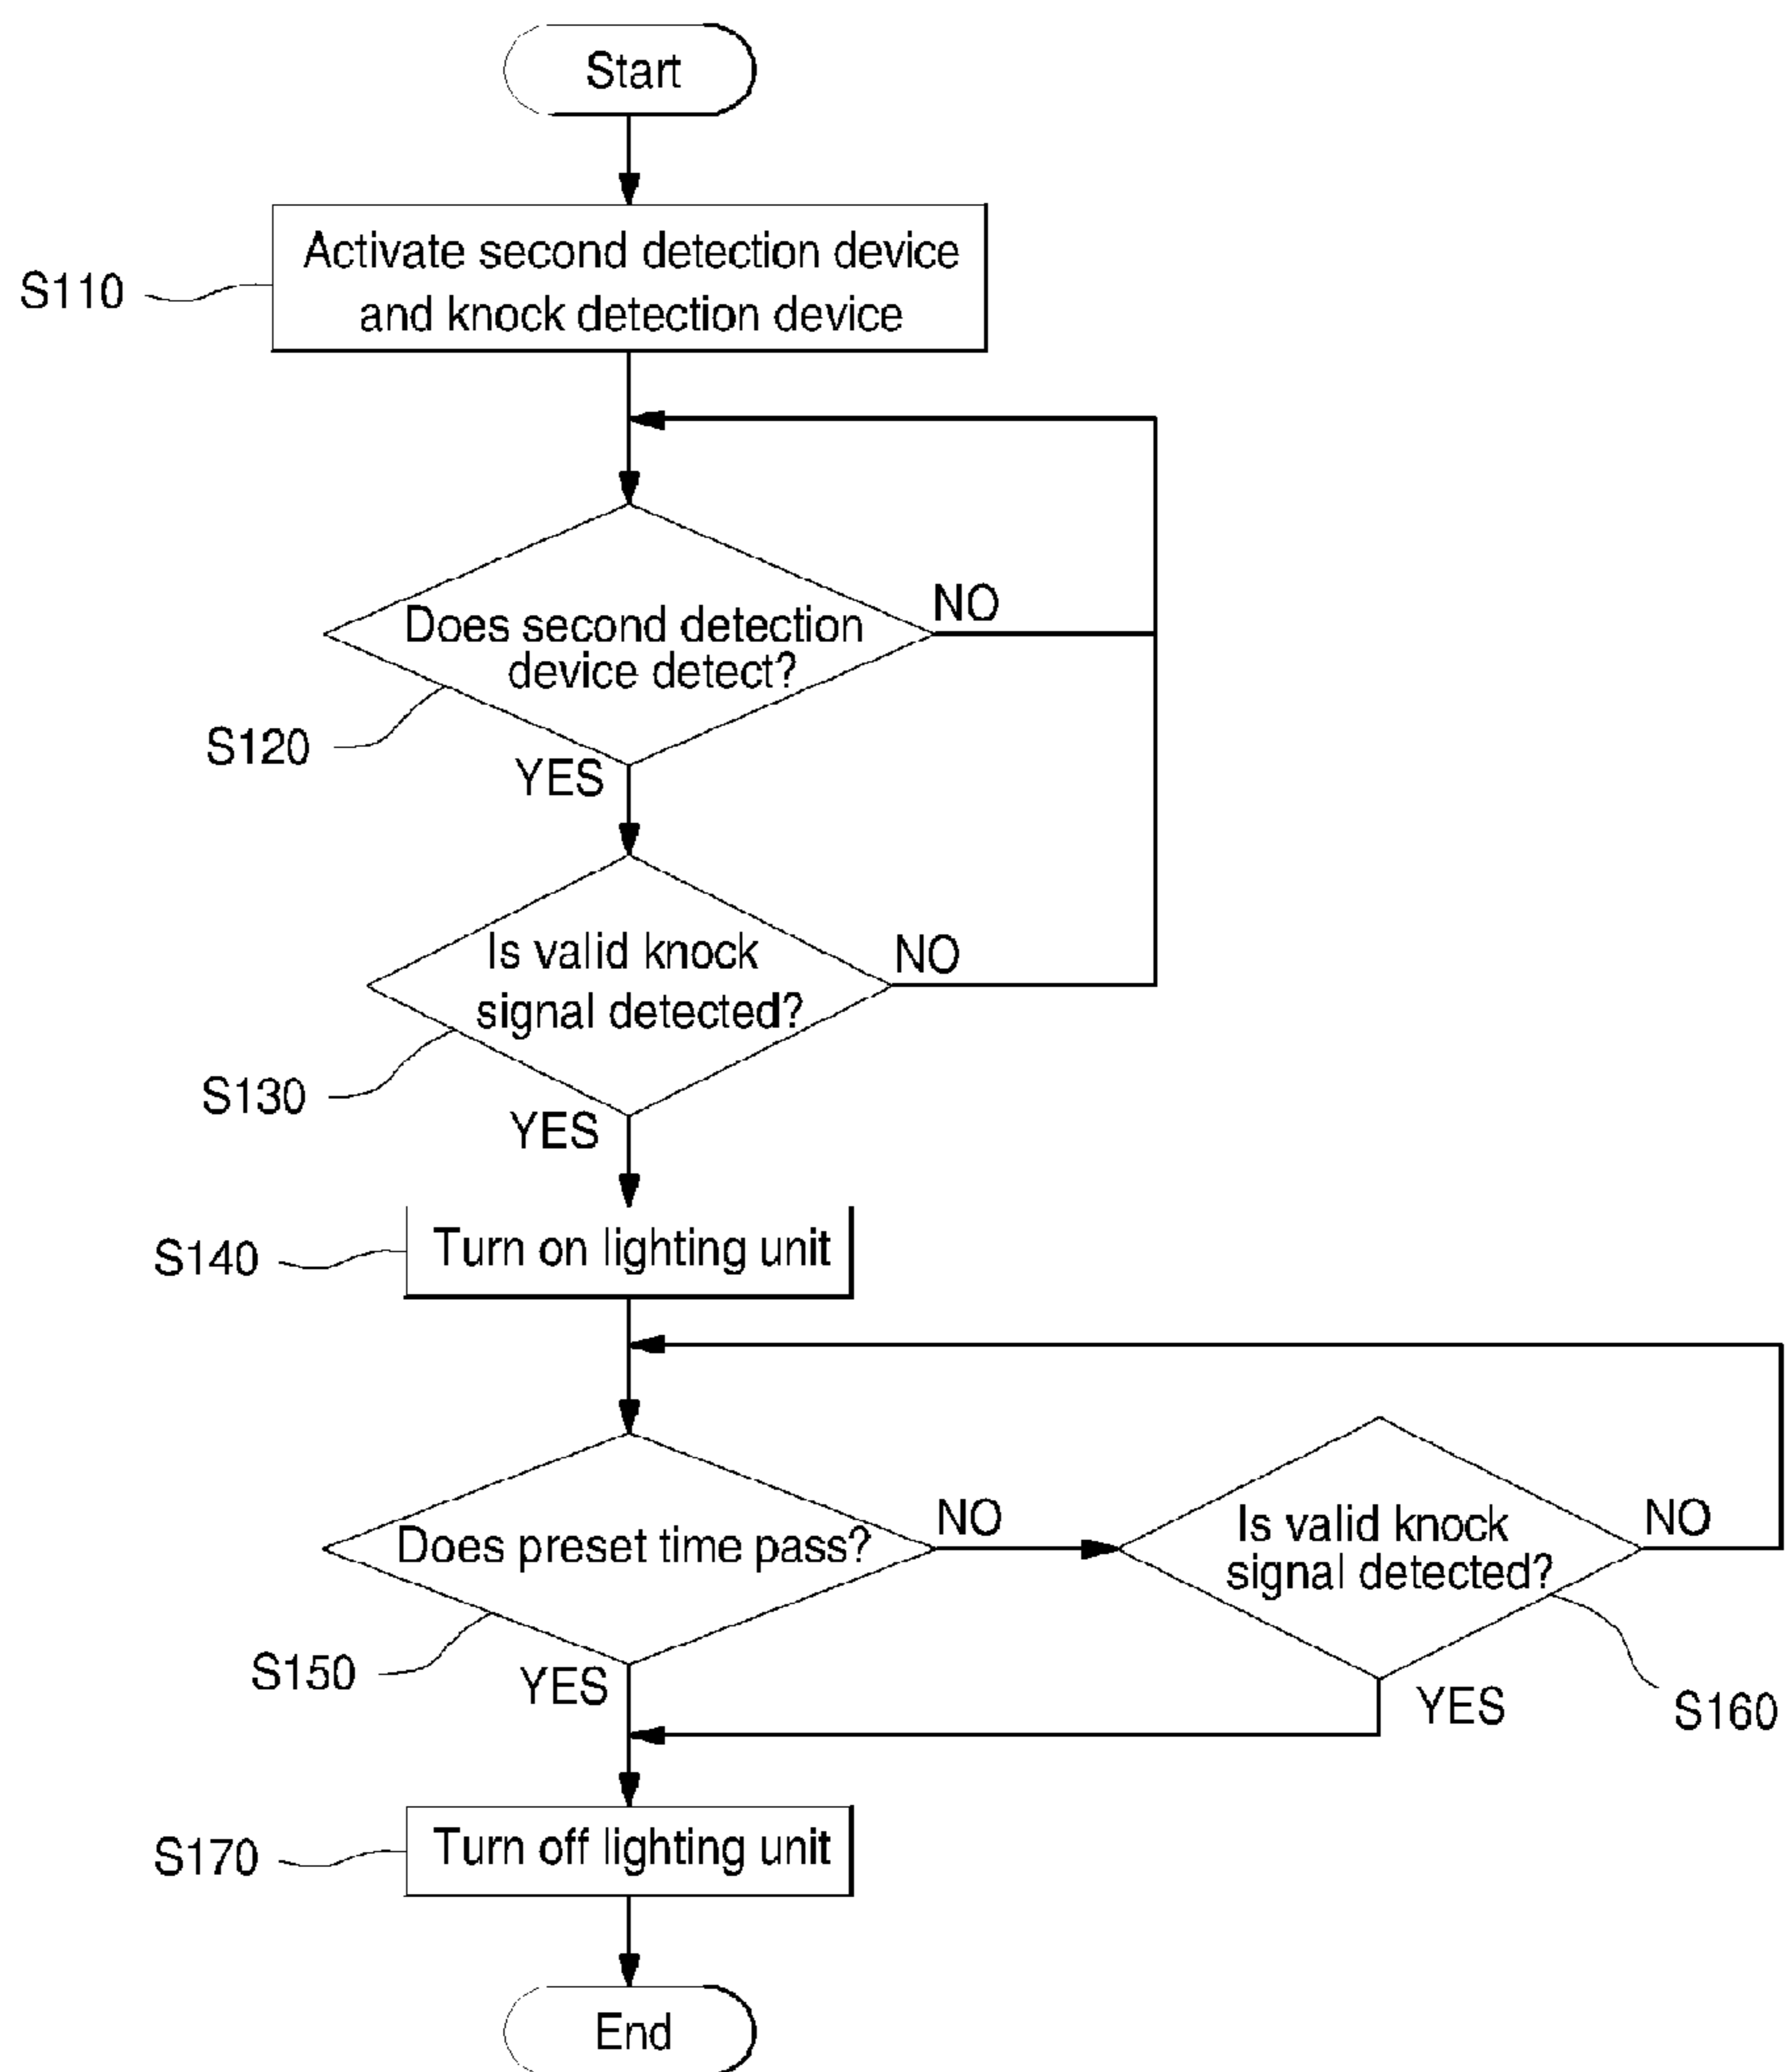 Start
Activate second detection device
and knock detection device
S110
Does second detection
device detect?
NO
S120
YES
Is valid knock
signal detected?
NO
S130
YES
Turn on lighting unit
S140
Does preset time pass?
NO
Is valid knock
signal detected?
NO
S150
YES
YES
S160
Turn off lighting unit
S170
End